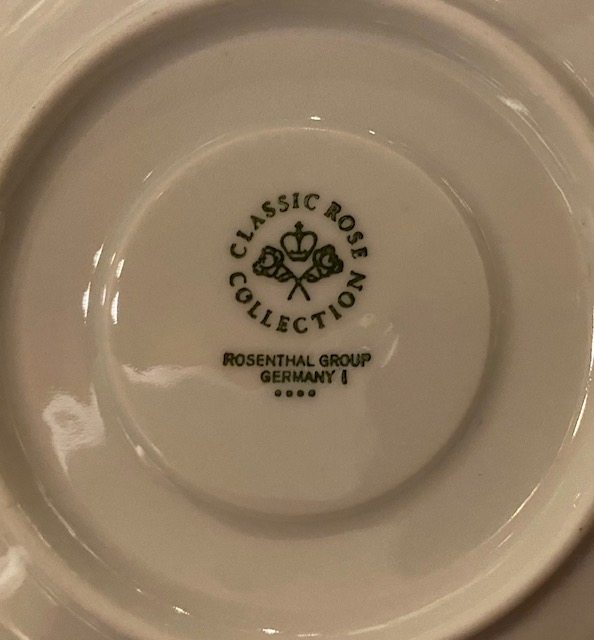 CLASSIC ROSE
COLLECTION
ROSENTHAL GROUP
GERMANY I